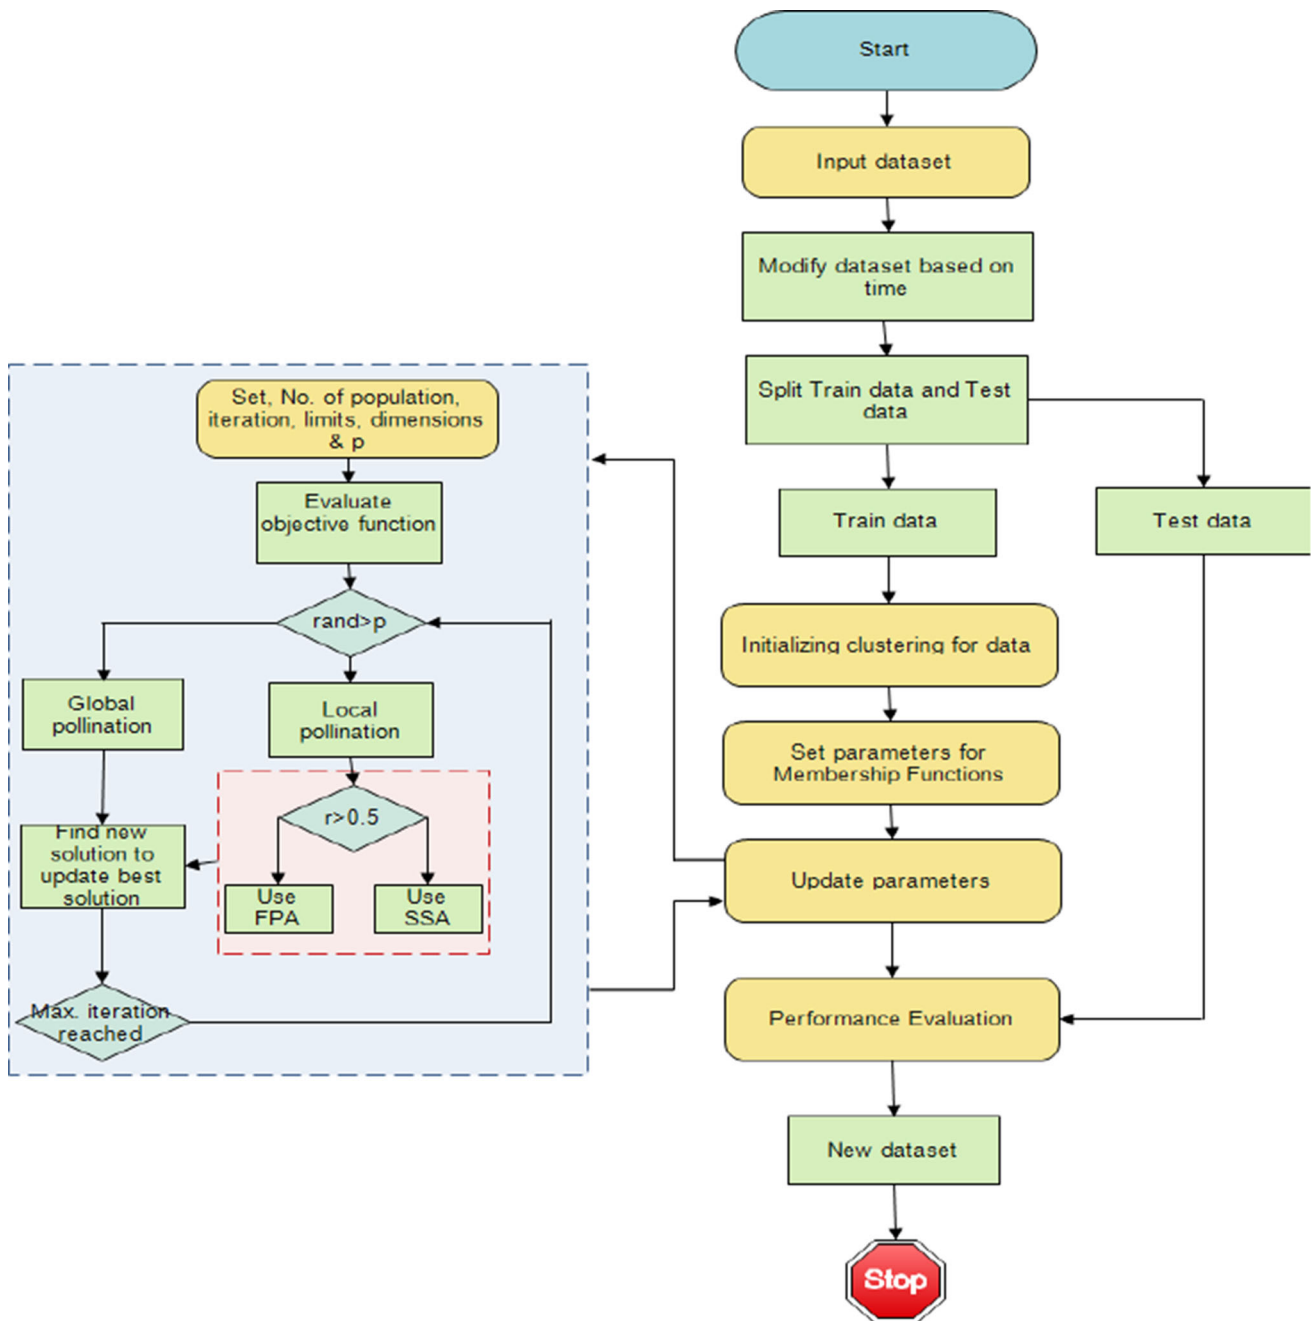 Start
Input dataset
Modify dataset based on
time
Split Train data and Test
data
Train data
Test data
Initializing clustering for data
Set parameters for
Membership Functions
Update parameters
Performance Evaluation
New dataset
Stop
Set, No. of population,
iteration, limits, dimensions
& p
Evaluate
objective function
rand>p
Global
pollination
Local
pollination
r>0.5
Use
FPA
Use
SSA
Find new
solution to
update best
solution
Max. iteration
reached